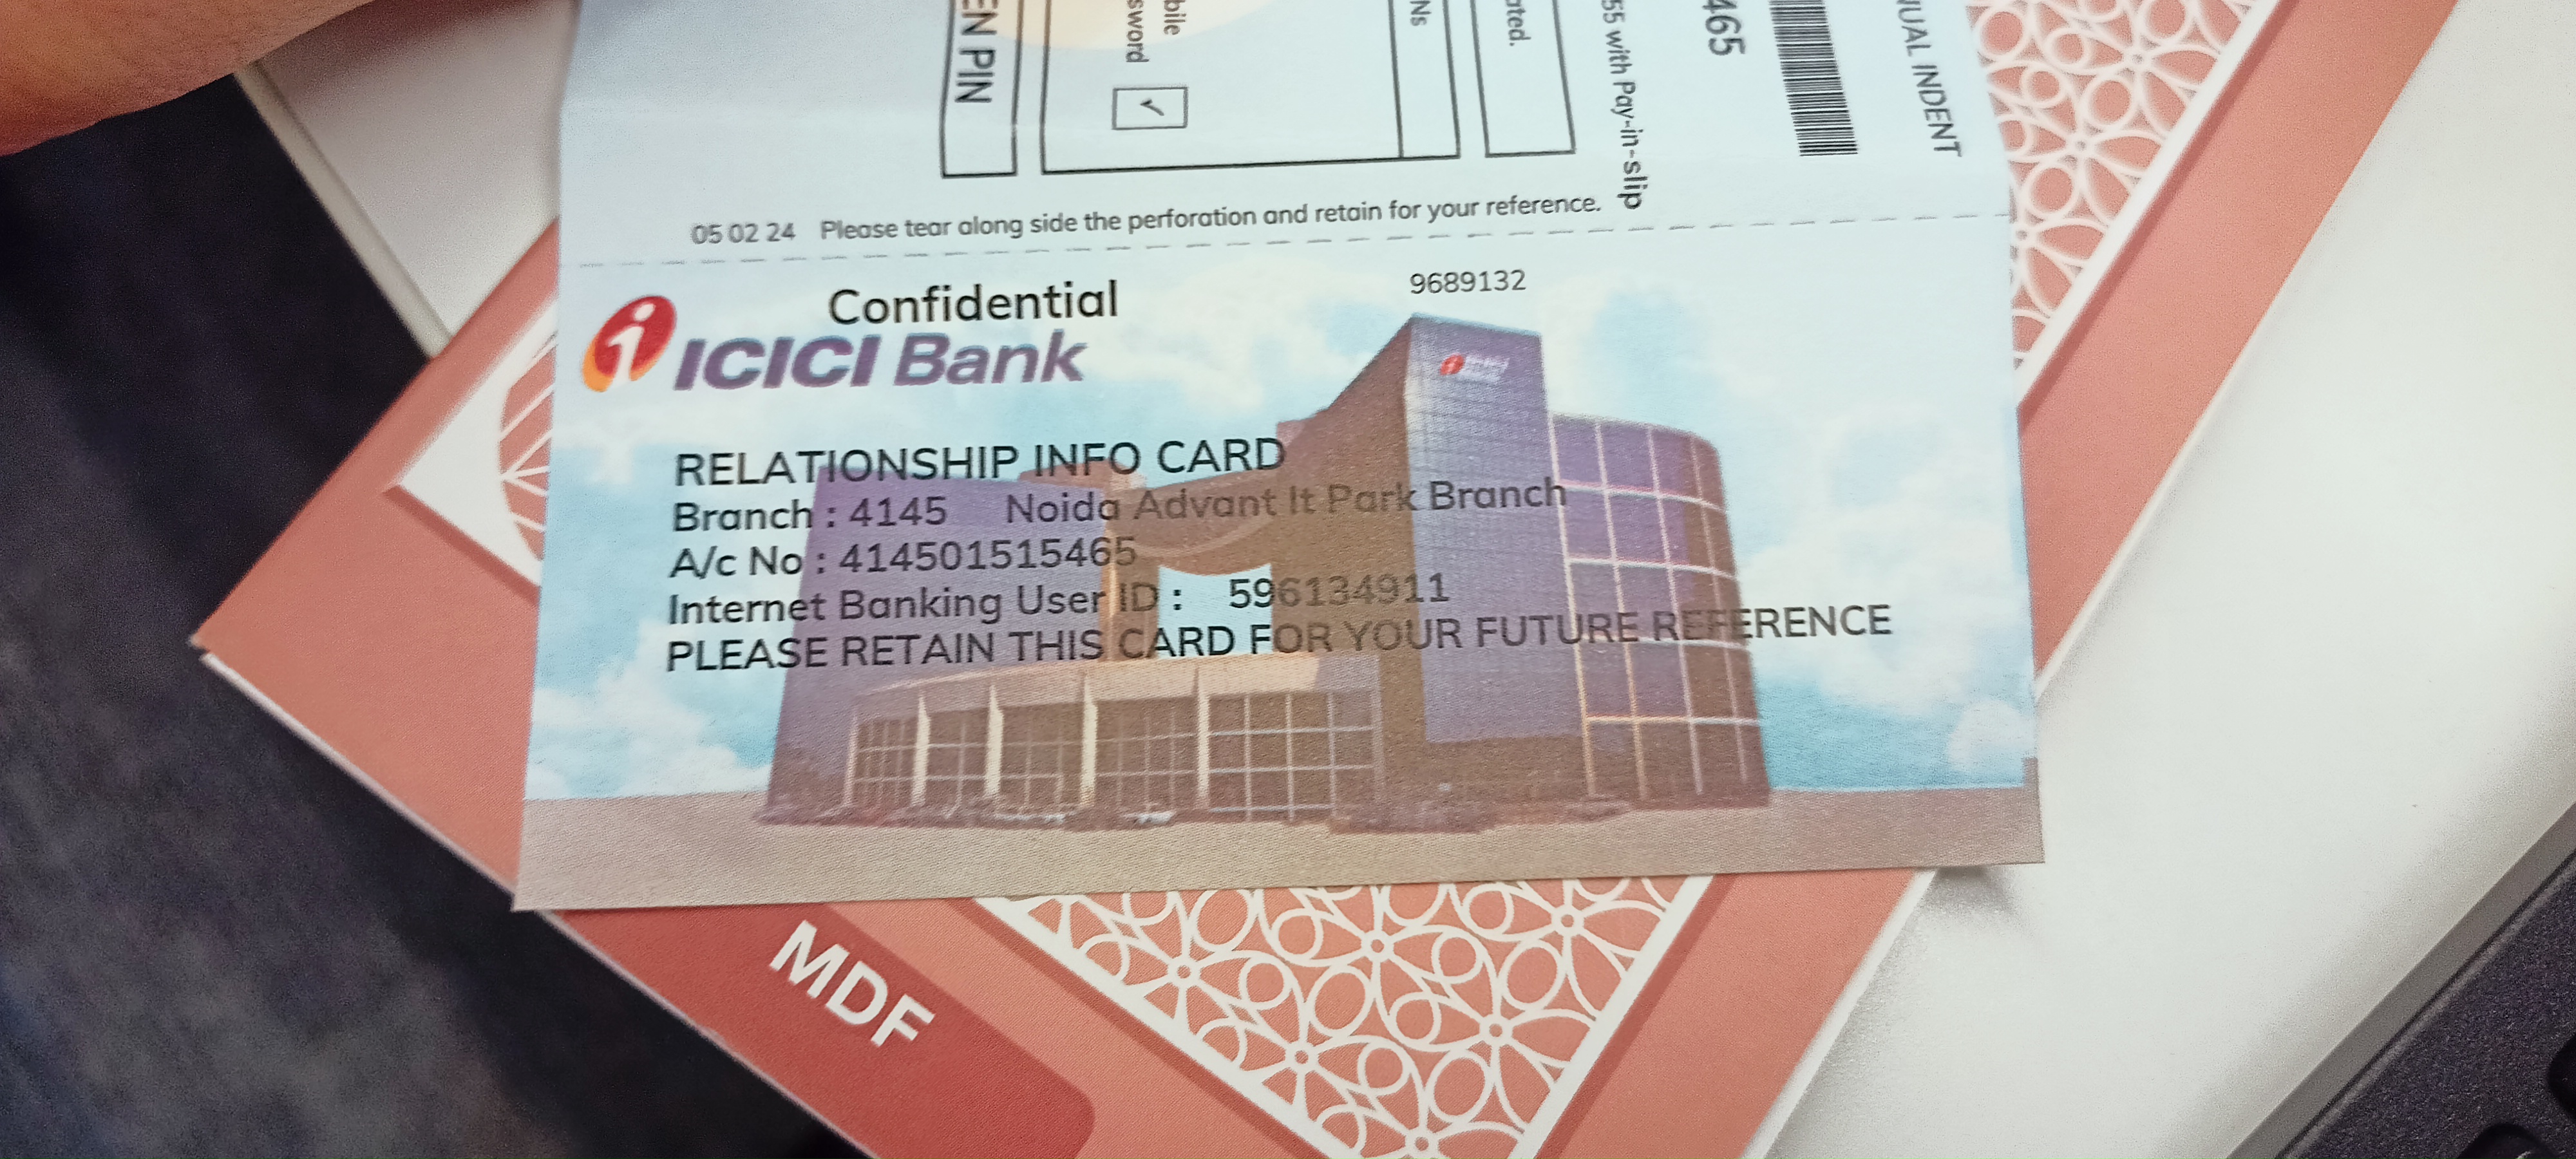 EN PIN
bile
sword
Ns
ated.
55 with Pay-in-slip
465
UAL INDENT
05 02 24 Please tear along side the perforation and retain for your reference.
Confidential
9689132
ICICI Bank
RELATIONSHIP INFO CARD
Branch : 4145 Noida Advant It Park Branch
A/c No : 414501515465
Internet Banking User ID : 596134911
PLEASE RETAIN THIS CARD FOR YOUR FUTURE REFERENCE
MDF